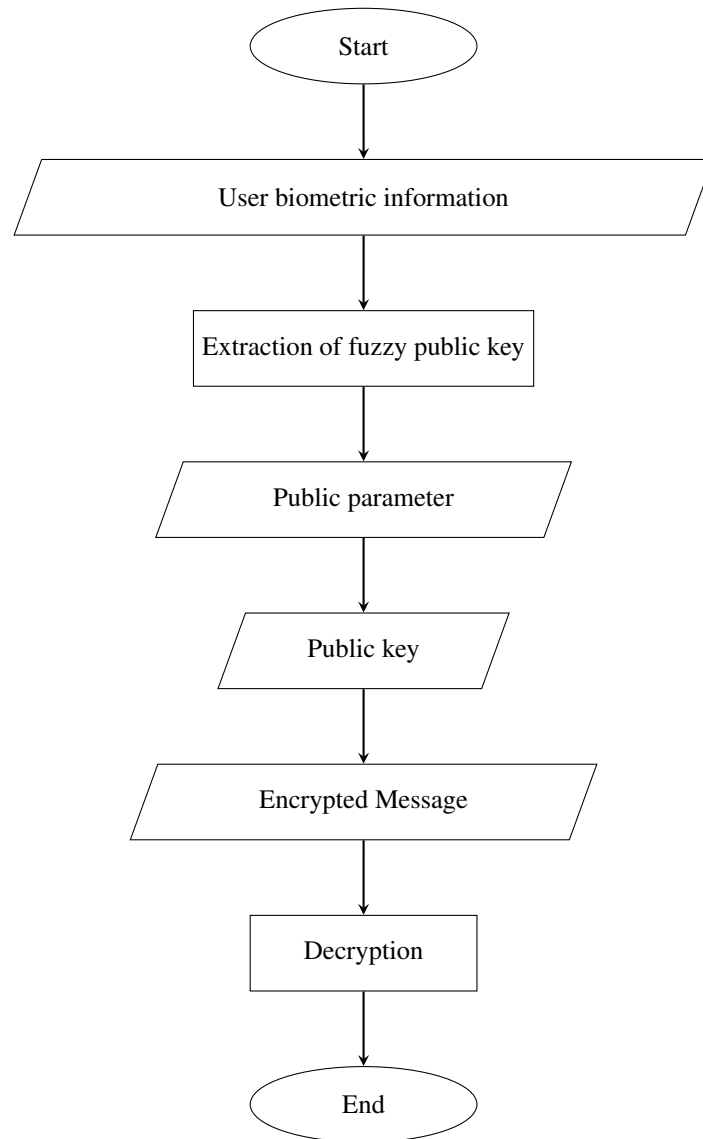 Start
User biometric information
Extraction of fuzzy public key
Public parameter
Public key
Encrypted Message
Decryption
End